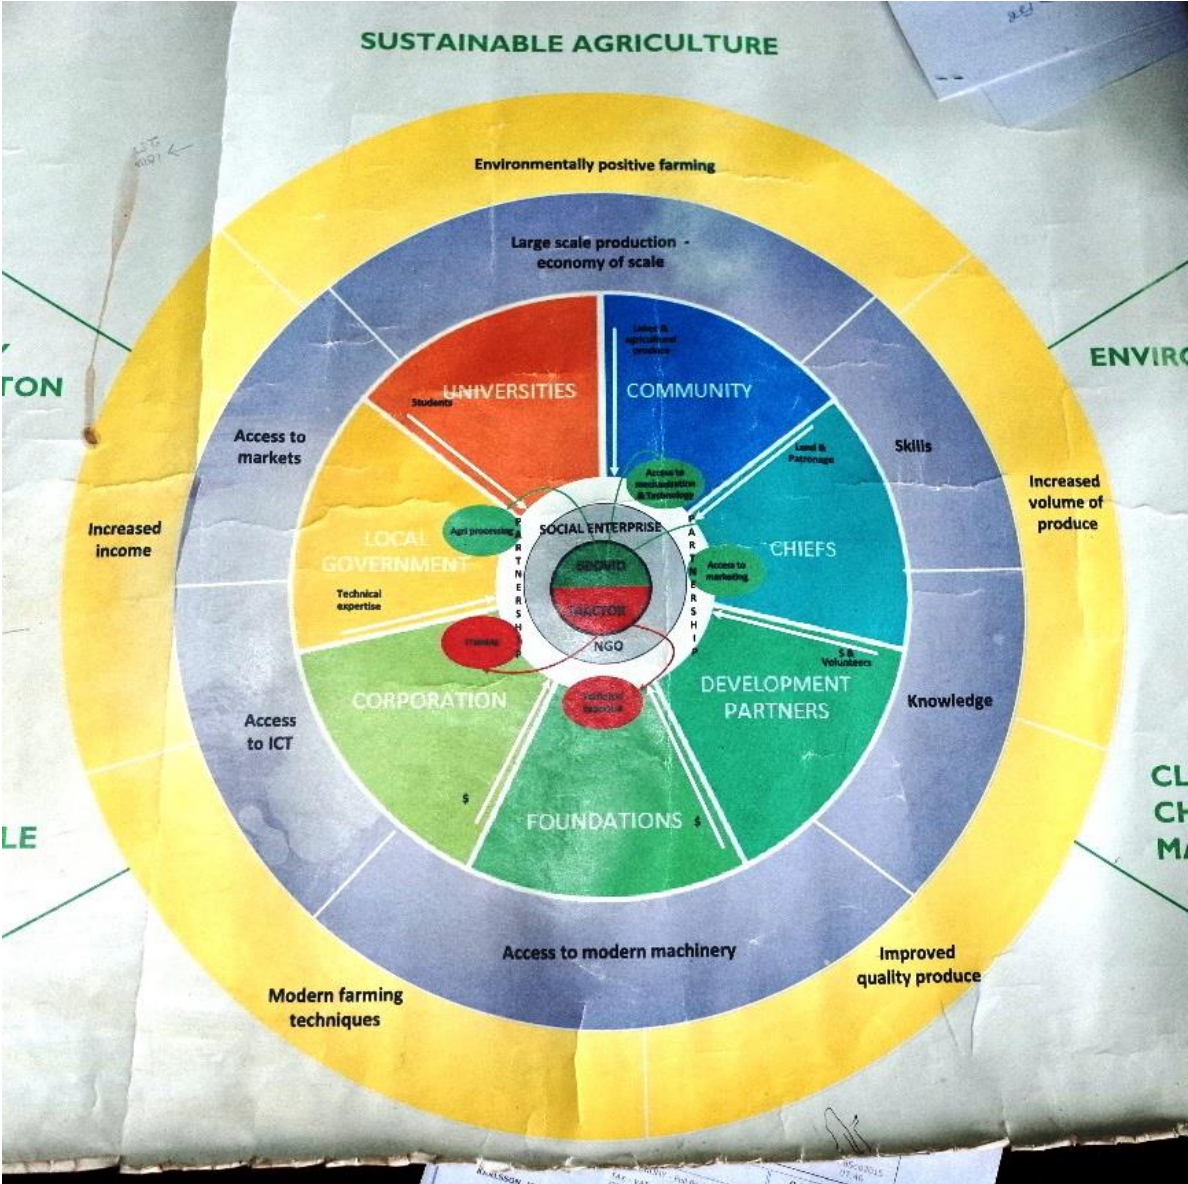 SUSTAINABLE AGRICULTURE
Environmentally positive farming
Large scale production -
economy of scale
Labor &
agricultural
produce
UNIVERSITIES
COMMUNITY
Students
ENVIRO
TON
Access to
markets
Skills
Land &
Patronage
Access to
mechanization
& Technology
Increased
volume of
produce
Increased
income
Agri processing
SOCIAL ENTERPRISE
PARTNERSHIP
PARTNERSHIP
LOCAL
GOVERNMENT
CHIEFS
Access to
marketing
Technical
expertise
TRACTOR
NGO
Training
$ &
Volunteers
DEVELOPMENT
PARTNERS
CORPORATION
Knowledge
Access
to ICT
$
FOUNDATIONS $
CL
CH
MA
LE
Access to modern machinery
Improved
quality produce
Modern farming
techniques